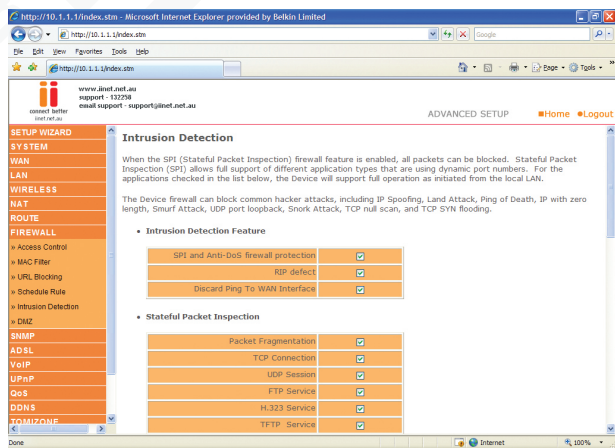 http://10.1.1.1/index.stm - Microsoft Internet Explorer provided by Belkin Limited
http://10.1.1.1/index.stm
Google
File Edit View Favorites Tools Help
http://10.1.1.1/index.stm
Page Tools
www.iinet.net.au
support - 132258
email support - support@iinet.net.au
connect better
iinet.net.au
ADVANCED SETUP Home Logout
SETUP WIZARD
SYSTEM
WAN
LAN
WIRELESS
NAT
ROUTE
FIREWALL
» Access Control
» MAC Filter
» URL Blocking
» Schedule Rule
» Intrusion Detection
» DMZ
SNMP
ADSL
VoIP
UPnP
QoS
DDNS
TOMIZONE
Intrusion Detection
When the SPI (Stateful Packet Inspection) firewall feature is enabled, all packets can be blocked. Stateful Packet
Inspection (SPI) allows full support of different application types that are using dynamic port numbers. For the
applications checked in the list below, the Device will support full operation as initiated from the local LAN.
The Device firewall can block common hacker attacks, including IP Spoofing, Land Attack, Ping of Death, IP with zero
length, Smurf Attack, UDP port loopback, Snork Attack, TCP null scan, and TCP SYN flooding.
• Intrusion Detection Feature
SPI and Anti-DoS firewall protection
RIP defect
Discard Ping To WAN Interface
• Stateful Packet Inspection
Packet Fragmentation
TCP Connection
UDP Session
FTP Service
H.323 Service
TFTP Service
Done
Internet
100%